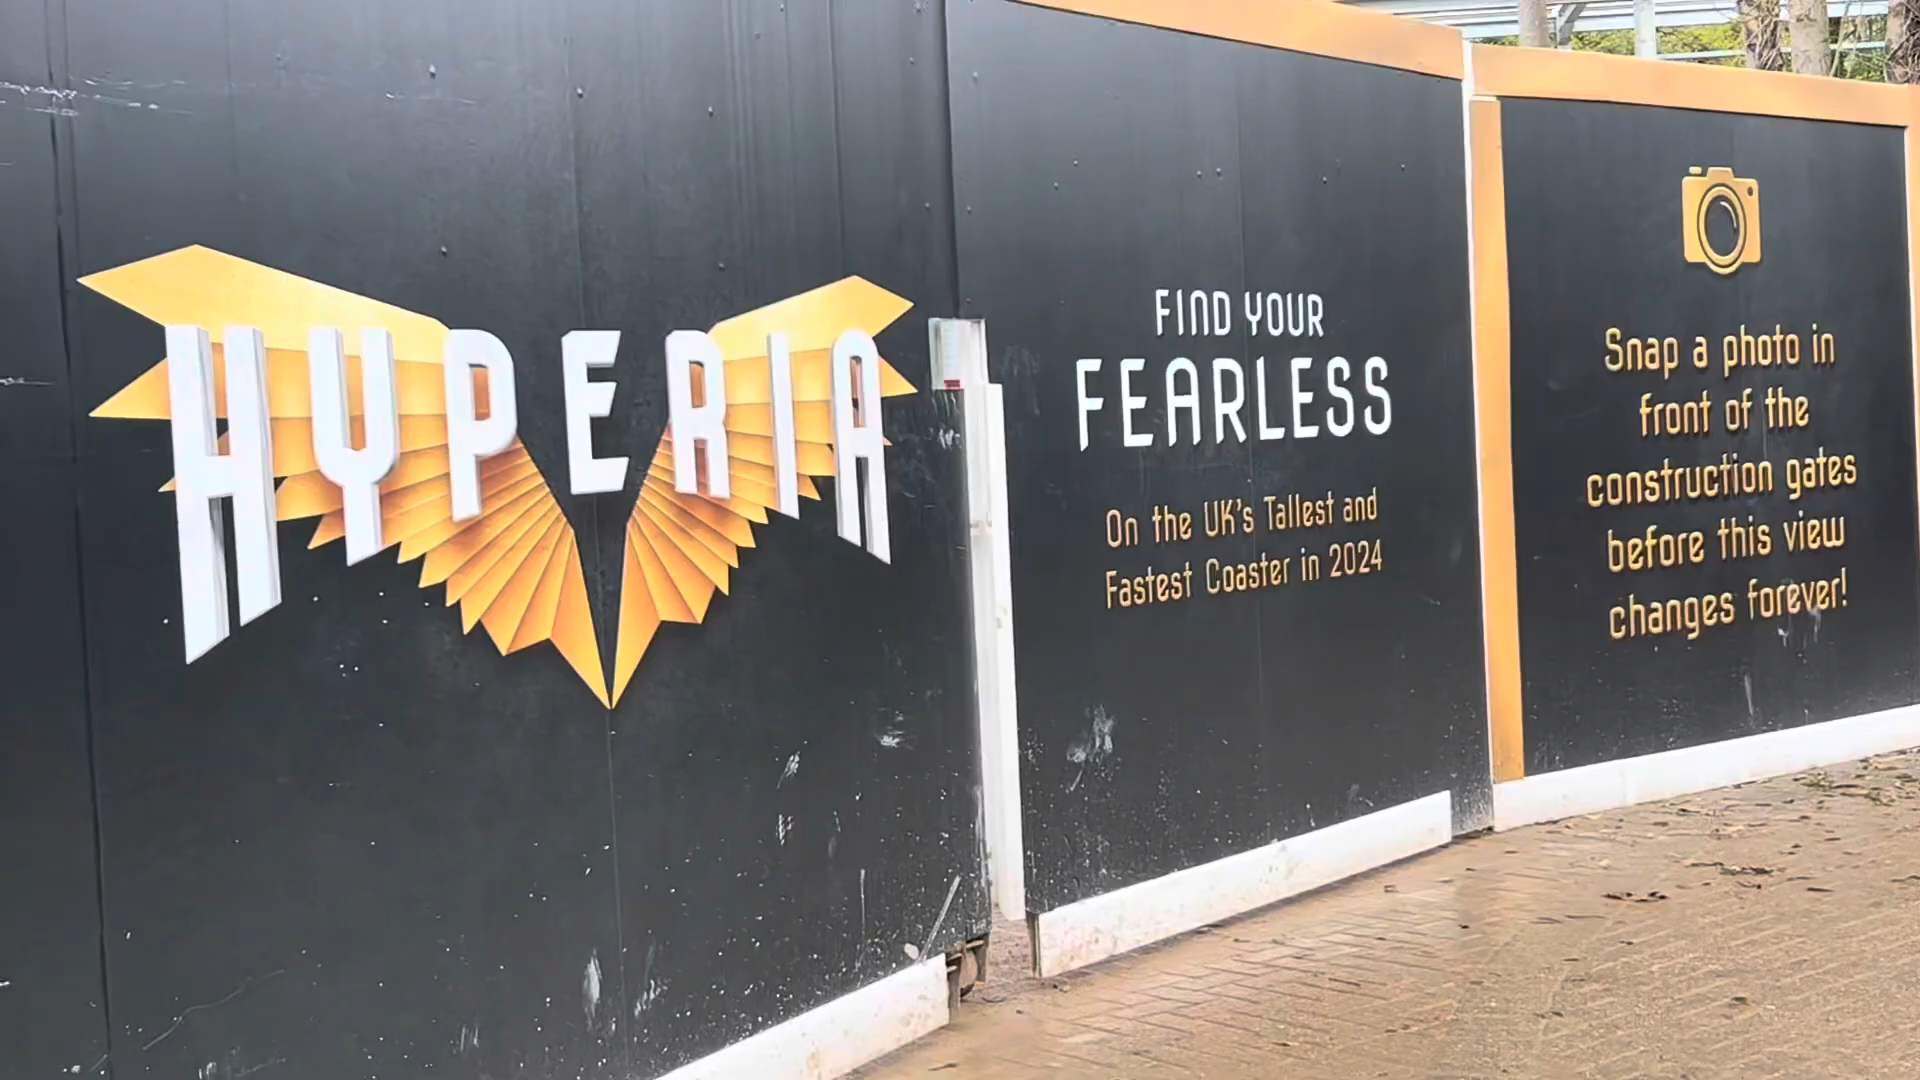 HYPERIA
FIND YOUR
FEARLESS
On the UK's Tallest and
Fastest Coaster in 2024
Snap a photo in
front of the
construction gates
before this view
changes forever!